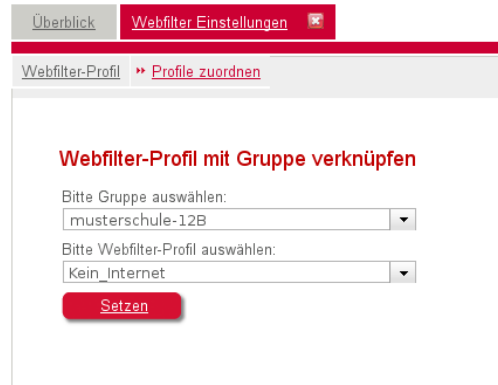 Überblick Webfilter Einstellungen
Webfilter-Profil Profile zuordnen
Webfilter-Profil mit Gruppe verknüpfen
Bitte Gruppe auswählen:
musterschule-12B
Bitte Webfilter-Profil auswählen:
Kein_Internet
Setzen